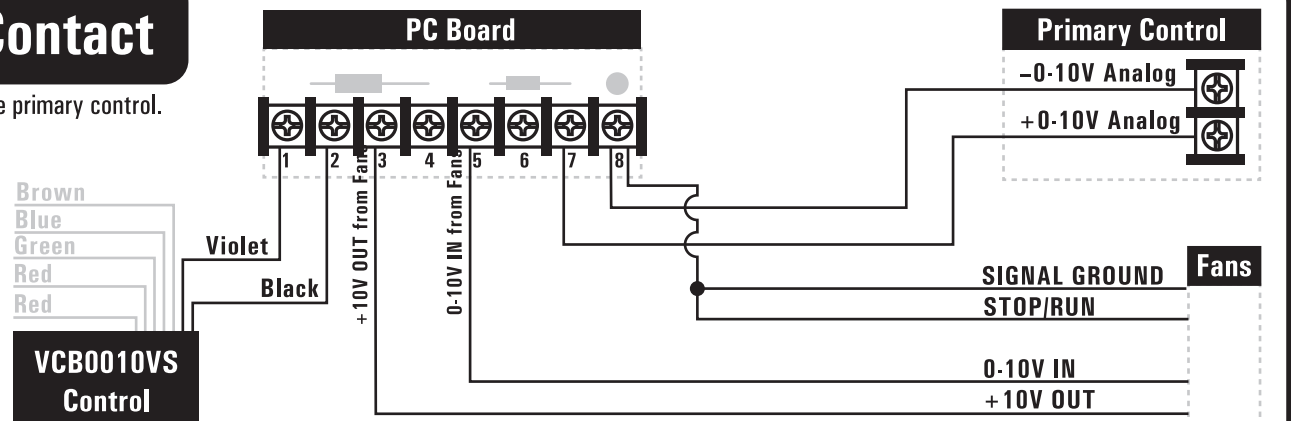 Contact
primary control.
PC Board
1 2 3 4 5 6 7 8
+10V OUT from Fans
0-10V IN from Fans
Primary Control
–0-10V Analog
+0-10V Analog
Brown
Blue
Green
Red
Red
Violet
Black
VCB0010VS
Control
Fans
SIGNAL GROUND
STOP/RUN
0-10V IN
+10V OUT